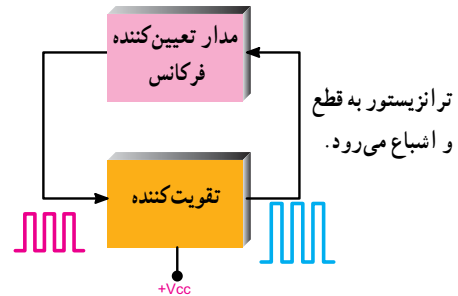 مدار تعیین‌کننده
فرکانس
ترانزیستور به قطع
و اشباع می‌رود.
تقویت‌کننده
+Vcc